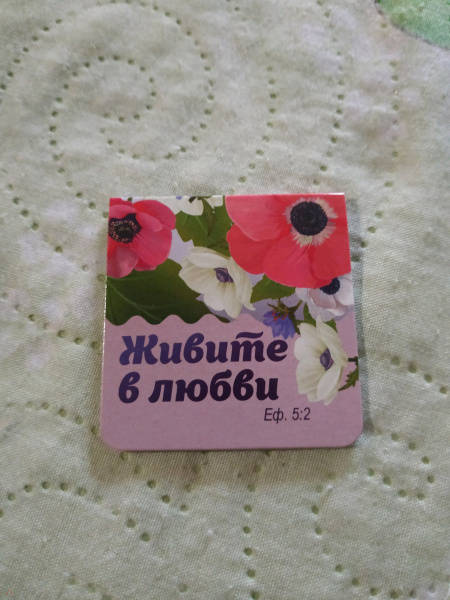 Живите
в любви
Еф. 5:2